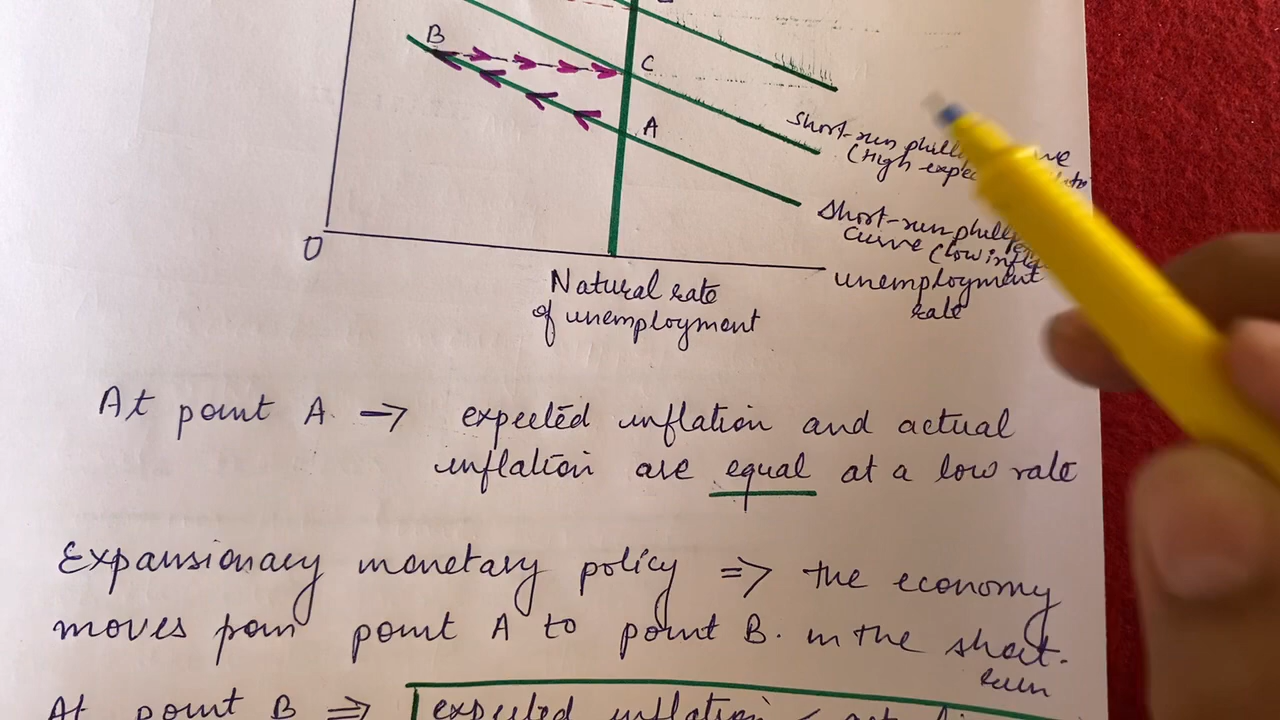 B
C
A
short-run
(High
short-run
curve (low
O
unemployment
rate
Natural rate
of unemployment
At point A. → expected inflation and actual
inflation are equal at a low rate
Expansionary monetary policy => the economy
moves from point A to point B. in the short-
run
At point B => expected inflation <